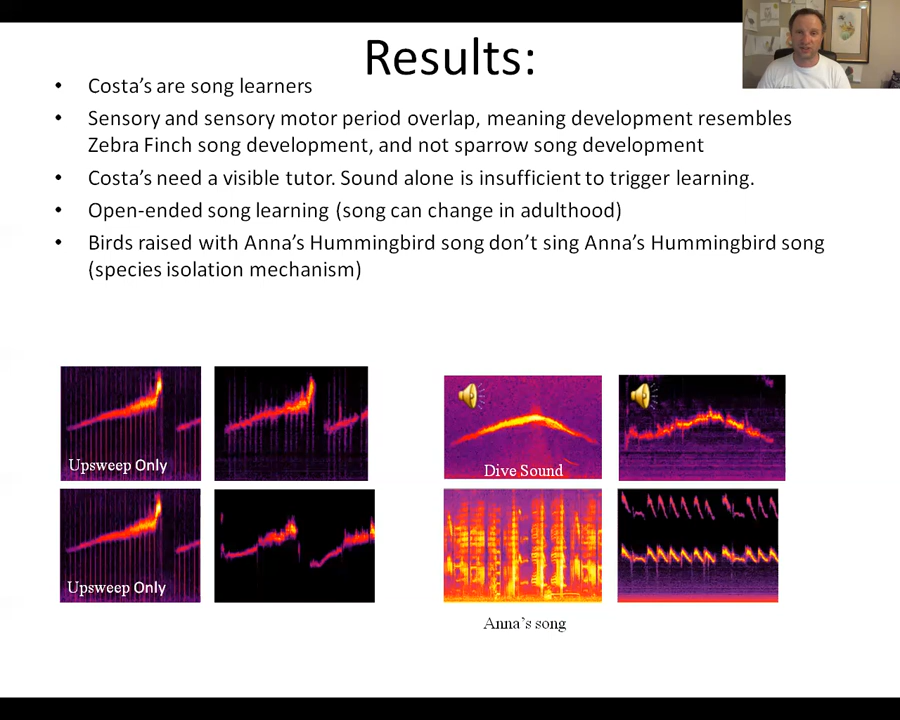 Results:
• Costa's are song learners
• Sensory and sensory motor period overlap, meaning development resembles
Zebra Finch song development, and not sparrow song development
• Costa's need a visible tutor. Sound alone is insufficient to trigger learning.
• Open-ended song learning (song can change in adulthood)
• Birds raised with Anna's Hummingbird song don't sing Anna's Hummingbird song
(species isolation mechanism)
Upsweep Only
Dive Sound
Upsweep Only
Anna's song